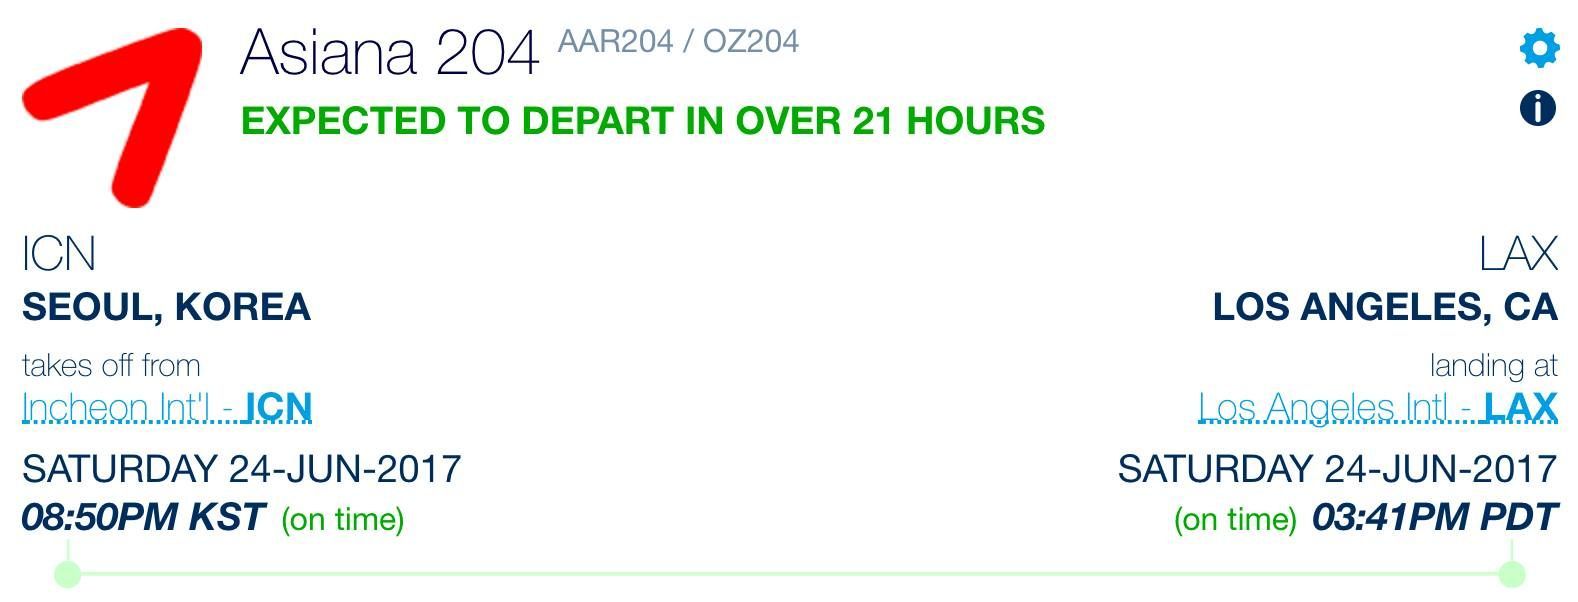 Asiana 204 AAR204 / OZ204
EXPECTED TO DEPART IN OVER 21 HOURS
ICN
SEOUL, KOREA
takes off from
Incheon Int'l - ICN
SATURDAY 24-JUN-2017
08:50PM KST (on time)
LAX
LOS ANGELES, CA
landing at
Los Angeles Intl - LAX
SATURDAY 24-JUN-2017
(on time) 03:41PM PDT